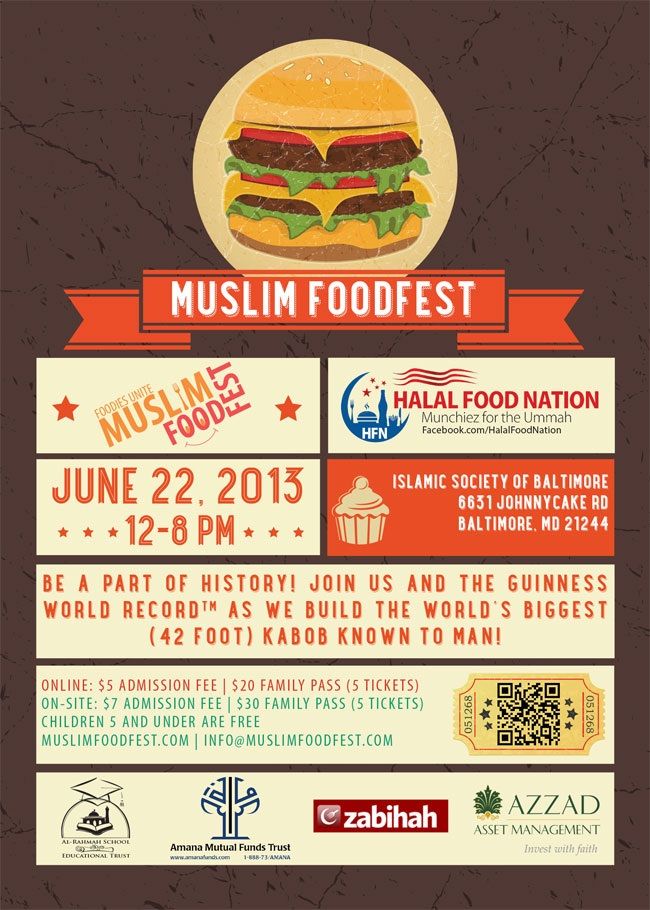 MUSLIM FOODFEST
FOODIES UNITE
MUSLIM
FOODFEST
HALAL FOOD NATION
Munchiez for the Ummah
Facebook.com/HalalFoodNation
HFN
JUNE 22, 2013
12-8 PM
ISLAMIC SOCIETY OF BALTIMORE
6631 JOHNNYCAKE RD
BALTIMORE, MD 21244
BE A PART OF HISTORY! JOIN US AND THE GUINNESS
WORLD RECORD™ AS WE BUILD THE WORLD'S BIGGEST
(42 FOOT) KABOB KNOWN TO MAN!
ONLINE: $5 ADMISSION FEE | $20 FAMILY PASS (5 TICKETS)
ON-SITE: $7 ADMISSION FEE | $30 FAMILY PASS (5 TICKETS)
CHILDREN 5 AND UNDER ARE FREE
MUSLIMFOODFEST.COM | INFO@MUSLIMFOODFEST.COM
051268
051268
AL-RAHMAH SCHOOL
EDUCATIONAL TRUST
Amana Mutual Funds Trust
www.amanafunds.com 1-888-73/AMANA
zabihah
AZZAD
ASSET MANAGEMENT
Invest with faith